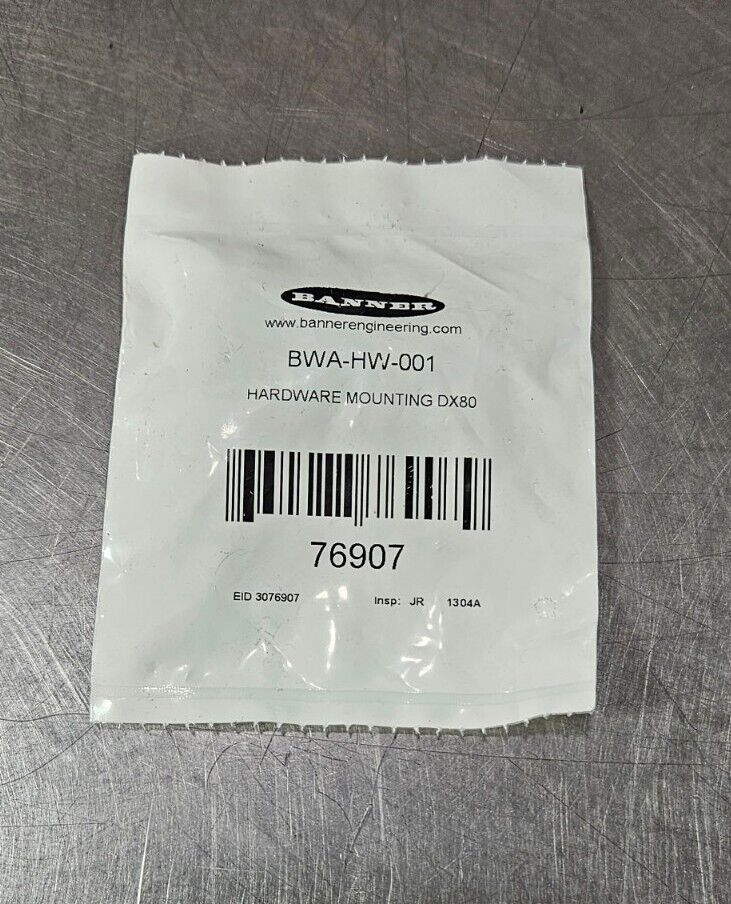 BANNER
www.bannerengineering.com
BWA-HW-001
HARDWARE MOUNTING DX80
76907
EID 3076907 Insp: JR 1304A